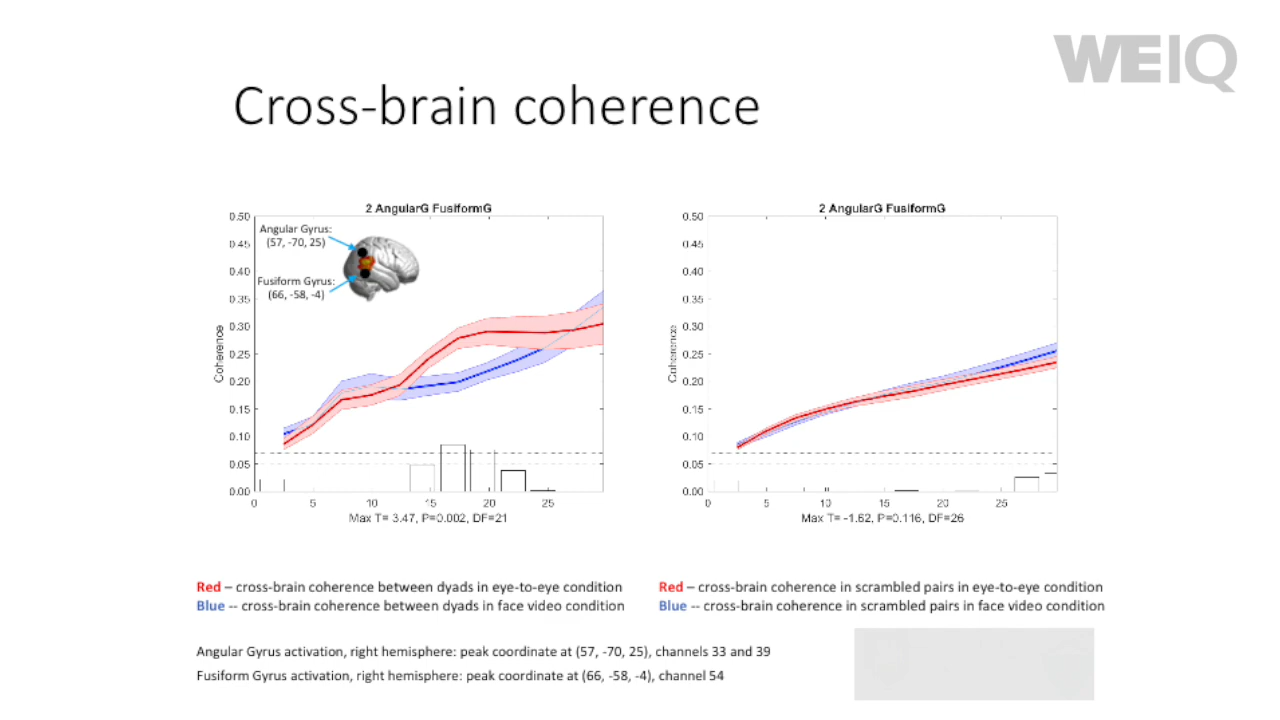 WEIQ
Cross-brain coherence
2 AngularG FusiformG
0.50
0.45
0.40
0.35
0.30
0.25
0.20
0.15
0.10
0.05
0.00
Coherence
Angular Gyrus:
(57, -70, 25)
Fusiform Gyrus:
(66, -58, -4)
0 5 10 15 20 25
Max T= 3.47, P=0.002, DF=21
2 AngularG FusiformG
0.50
0.45
0.40
0.35
0.30
0.25
0.20
0.15
0.10
0.05
0.00
Coherence
0 5 10 15 20 25
Max T= -1.62, P=0.116, DF=26
Red – cross-brain coherence between dyads in eye-to-eye condition
Blue -- cross-brain coherence between dyads in face video condition
Red – cross-brain coherence in scrambled pairs in eye-to-eye condition
Blue -- cross-brain coherence in scrambled pairs in face video condition
Angular Gyrus activation, right hemisphere: peak coordinate at (57, -70, 25), channels 33 and 39
Fusiform Gyrus activation, right hemisphere: peak coordinate at (66, -58, -4), channel 54